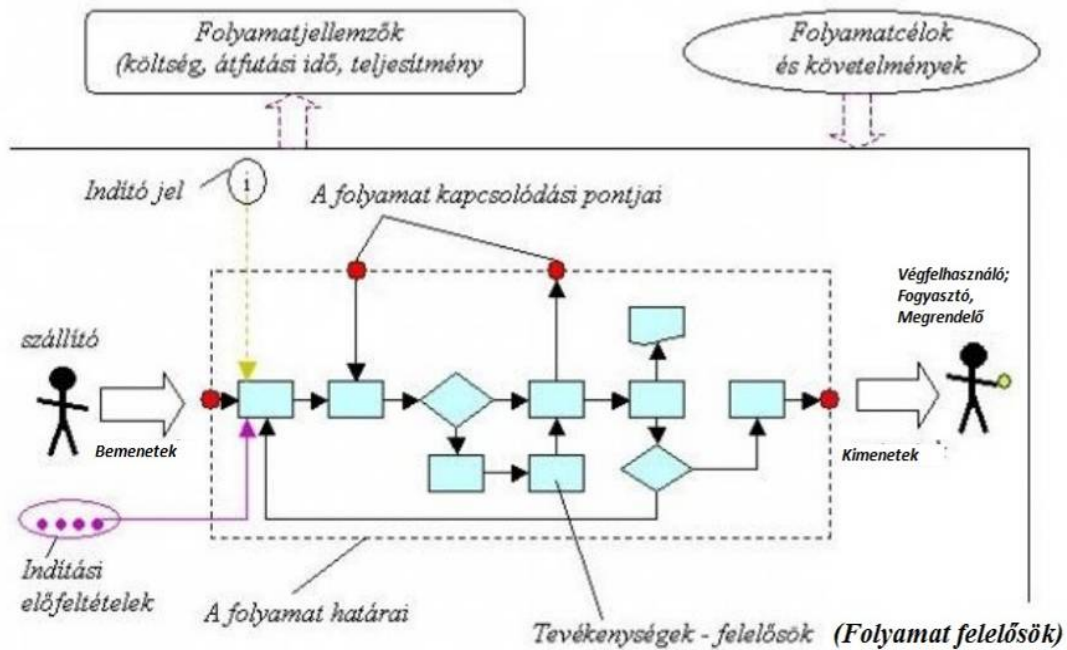 Folyamatjellemzők
(költség, átfutási idő, teljesítmény
Folyamatcélok
és követelmények
Indító jel
1
A folyamat kapcsolódási pontjai
Végfelhasználó;
Fogyasztó,
Megrendelő
szállító
Bemenetek
Kimenetek
Indítási
előfeltételek
A folyamat határai
Tevékenységek - felelősök (Folyamat felelősök)